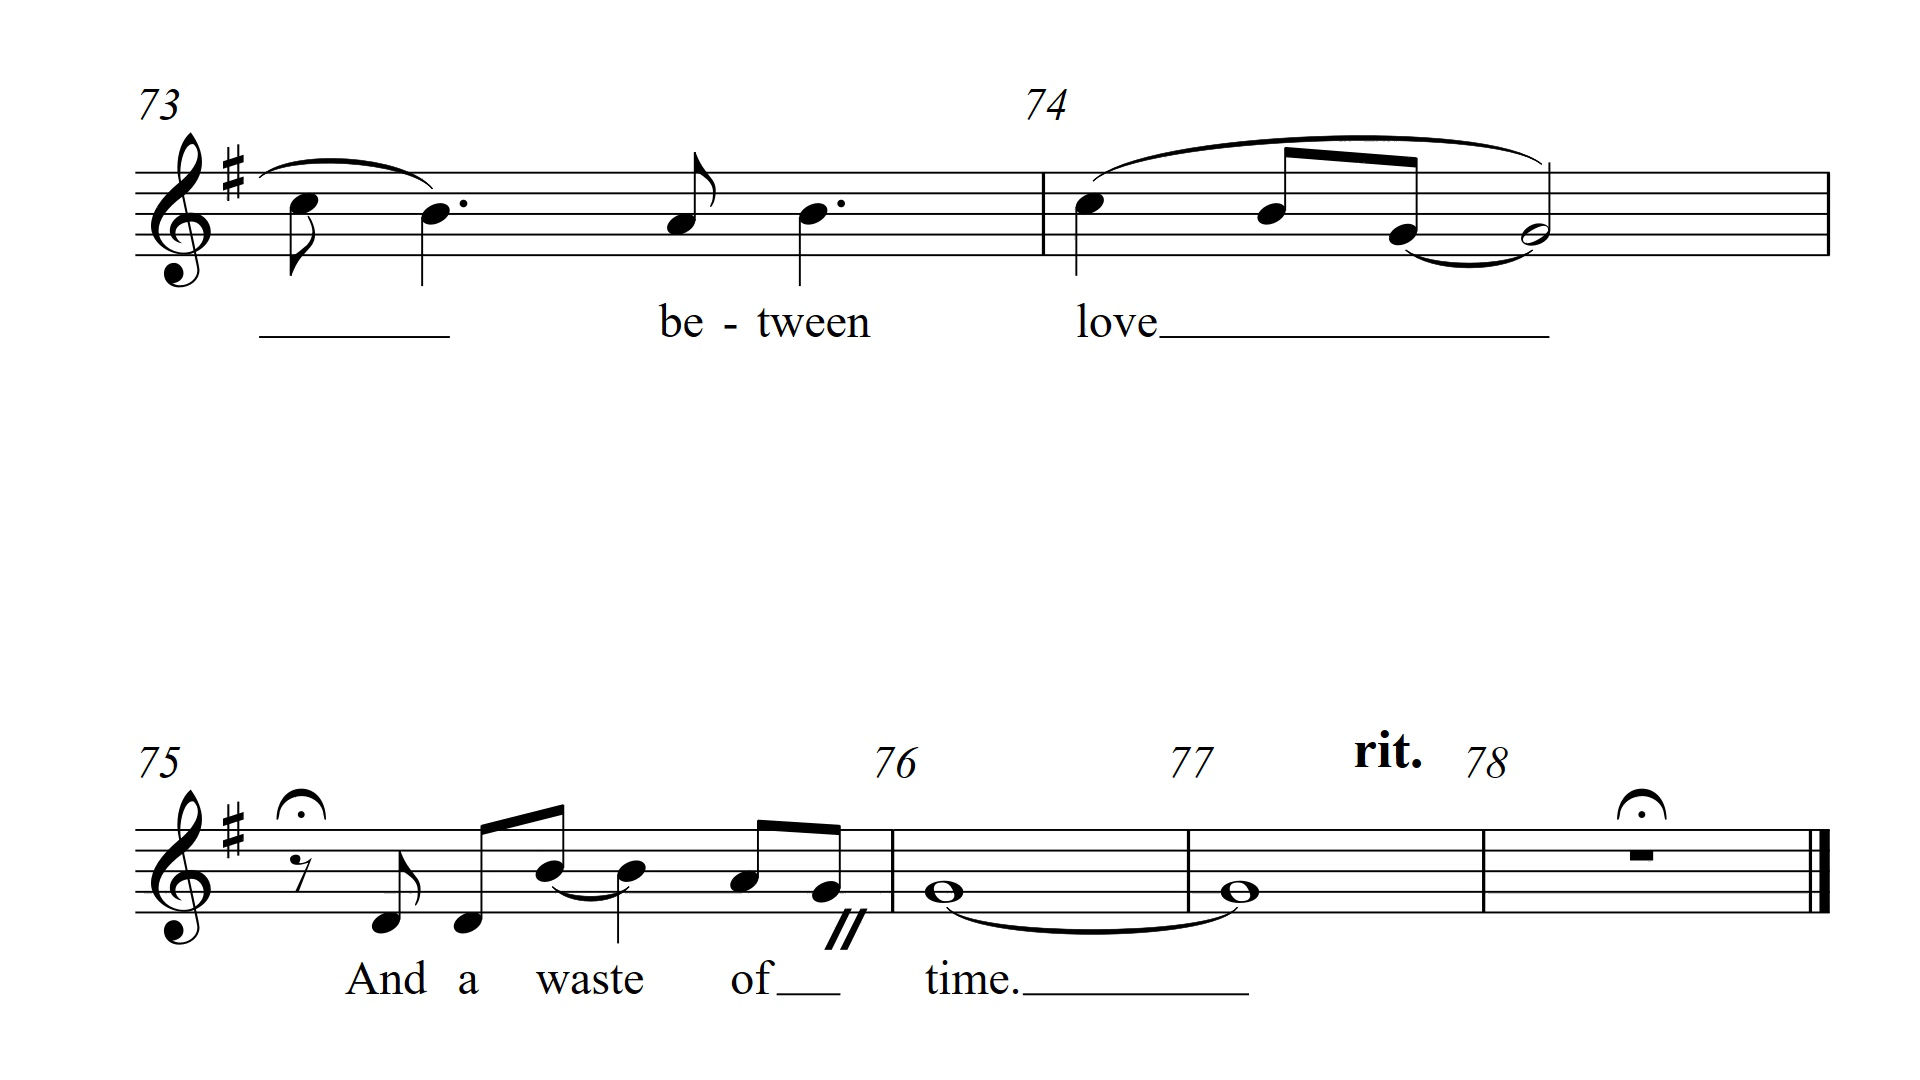 73 74
be - tween love
75 76 77 rit. 78
And a waste of time.